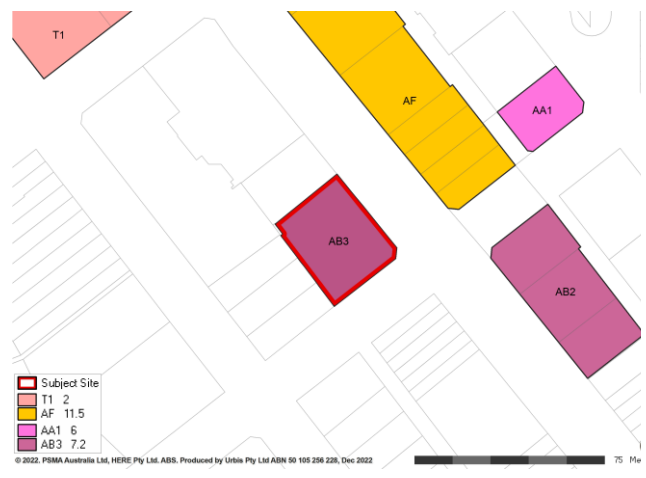 T1
AF
AA1
AB3
AB2
Subject Site
T1 2
AF 11.5
AA1 6
AB3 7.2
75 Me
© 2022. PSMA Australia Ltd, HERE Pty Ltd. ABS. Produced by Urbis Pty Ltd ABN 50 105 256 228, Dec 2022